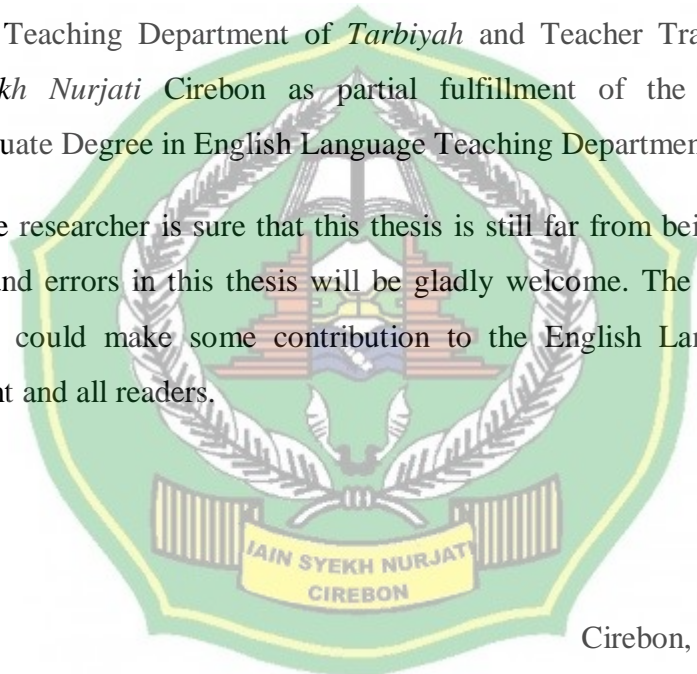 Teaching Department of Tarbiyah and Teacher Tra
kh Nurjati Cirebon as partial fulfillment of the
uate Degree in English Language Teaching Departmen
e researcher is sure that this thesis is still far from bei
and errors in this thesis will be gladly welcome. The
could make some contribution to the English Lan
nt and all readers.
IAIN SYEKH NURJATI
CIREBON
Cirebon,